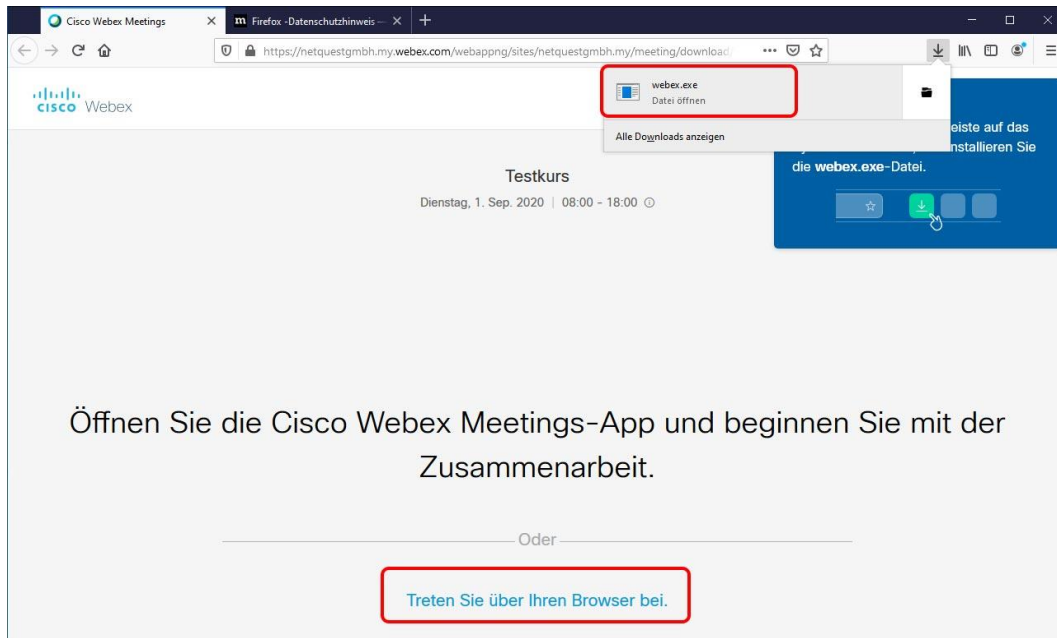 Cisco Webex Meetings
Firefox -Datenschutzhinweis —
https://netquestgmbh.my.webex.com/webappng/sites/netquestgmbh.my/meeting/download
cisco Webex
webex.exe
Datei öffnen
Alle Downloads anzeigen
eiste auf das
nstallieren Sie
die webex.exe-Datei.
Testkurs
Dienstag, 1. Sep. 2020 | 08:00 - 18:00
Öffnen Sie die Cisco Webex Meetings-App und beginnen Sie mit der
Zusammenarbeit.
Oder
Treten Sie über Ihren Browser bei.